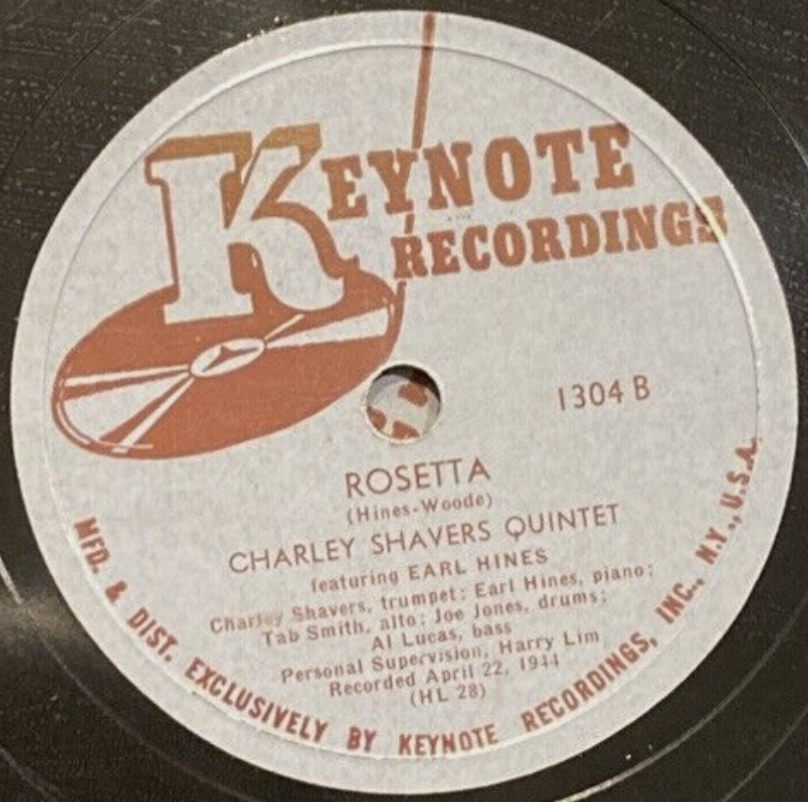 KEYNOTE
RECORDINGS
1304 B
ROSETTA
(Hines-Woode)
CHARLEY SHAVERS QUINTET
featuring EARL HINES
Charley Shavers, trumpet; Earl Hines, piano;
Tab Smith, alto; Joe Jones, drums;
Al Lucas, bass
Personal Supervision, Harry Lim
Recorded April 22, 1944
(HL 28)
MFD. & DIST. EXCLUSIVELY BY KEYNOTE RECORDINGS, INC., N.Y., U.S.A.